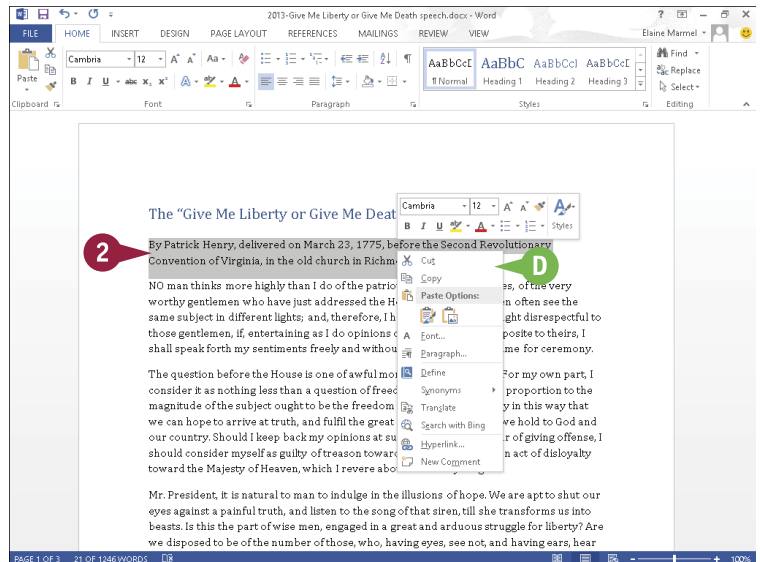 2013-Give Me Liberty or Give Me Death speech.docx - Word
FILE HOME INSERT DESIGN PAGE LAYOUT REFERENCES MAILINGS REVIEW VIEW Elaine Marmel
Paste
Cambria 12 A A Aa
B I U abc X₂ X² A ab A
¶
AaBbCcI AaBbC AaBbCcI AaBbCcI
¶ Normal Heading 1 Heading 2 Heading 3
Find
Replace
Select
Clipboard Font Paragraph Styles Editing
The “Give Me Liberty or Give Me Deat
Cambria 12 A A
B I U ab A Styles
2
By Patrick Henry, delivered on March 23, 1775, before the Second Revolutionary
Convention of Virginia, in the old church in Richm
D
Cut
Copy
Paste Options:
A Font...
Paragraph...
Define
Synonyms
Translate
Search with Bing
Hyperlink...
New Comment
NO man thinks more highly than I do of the patrio es, of the very
worthy gentlemen who have just addressed the H en often see the
same subject in different lights; and, therefore, I h ght disrespectful to
those gentlemen, if, entertaining as I do opinions posite to theirs, I
shall speak forth my sentiments freely and withou me for ceremony.
The question before the House is one of awful mo For my own part, I
consider it as nothing less than a question of freed proportion to the
magnitude of the subject ought to be the freedom y in this way that
we can hope to arrive at truth, and fulfil the great we hold to God and
our country. Should I keep back my opinions at su r of giving offense, I
should consider myself as guilty of treason towar n act of disloyalty
toward the Majesty of Heaven, which I revere abo
Mr. President, it is natural to man to indulge in the illusions of hope. We are apt to shut our
eyes against a painful truth, and listen to the song of that siren, till she transforms us into
beasts. Is this the part of wise men, engaged in a great and arduous struggle for liberty? Are
we disposed to be of the number of those, who, having eyes, see not, and having ears, hear
PAGE 1 OF 3 21 OF 1246 WORDS 100%